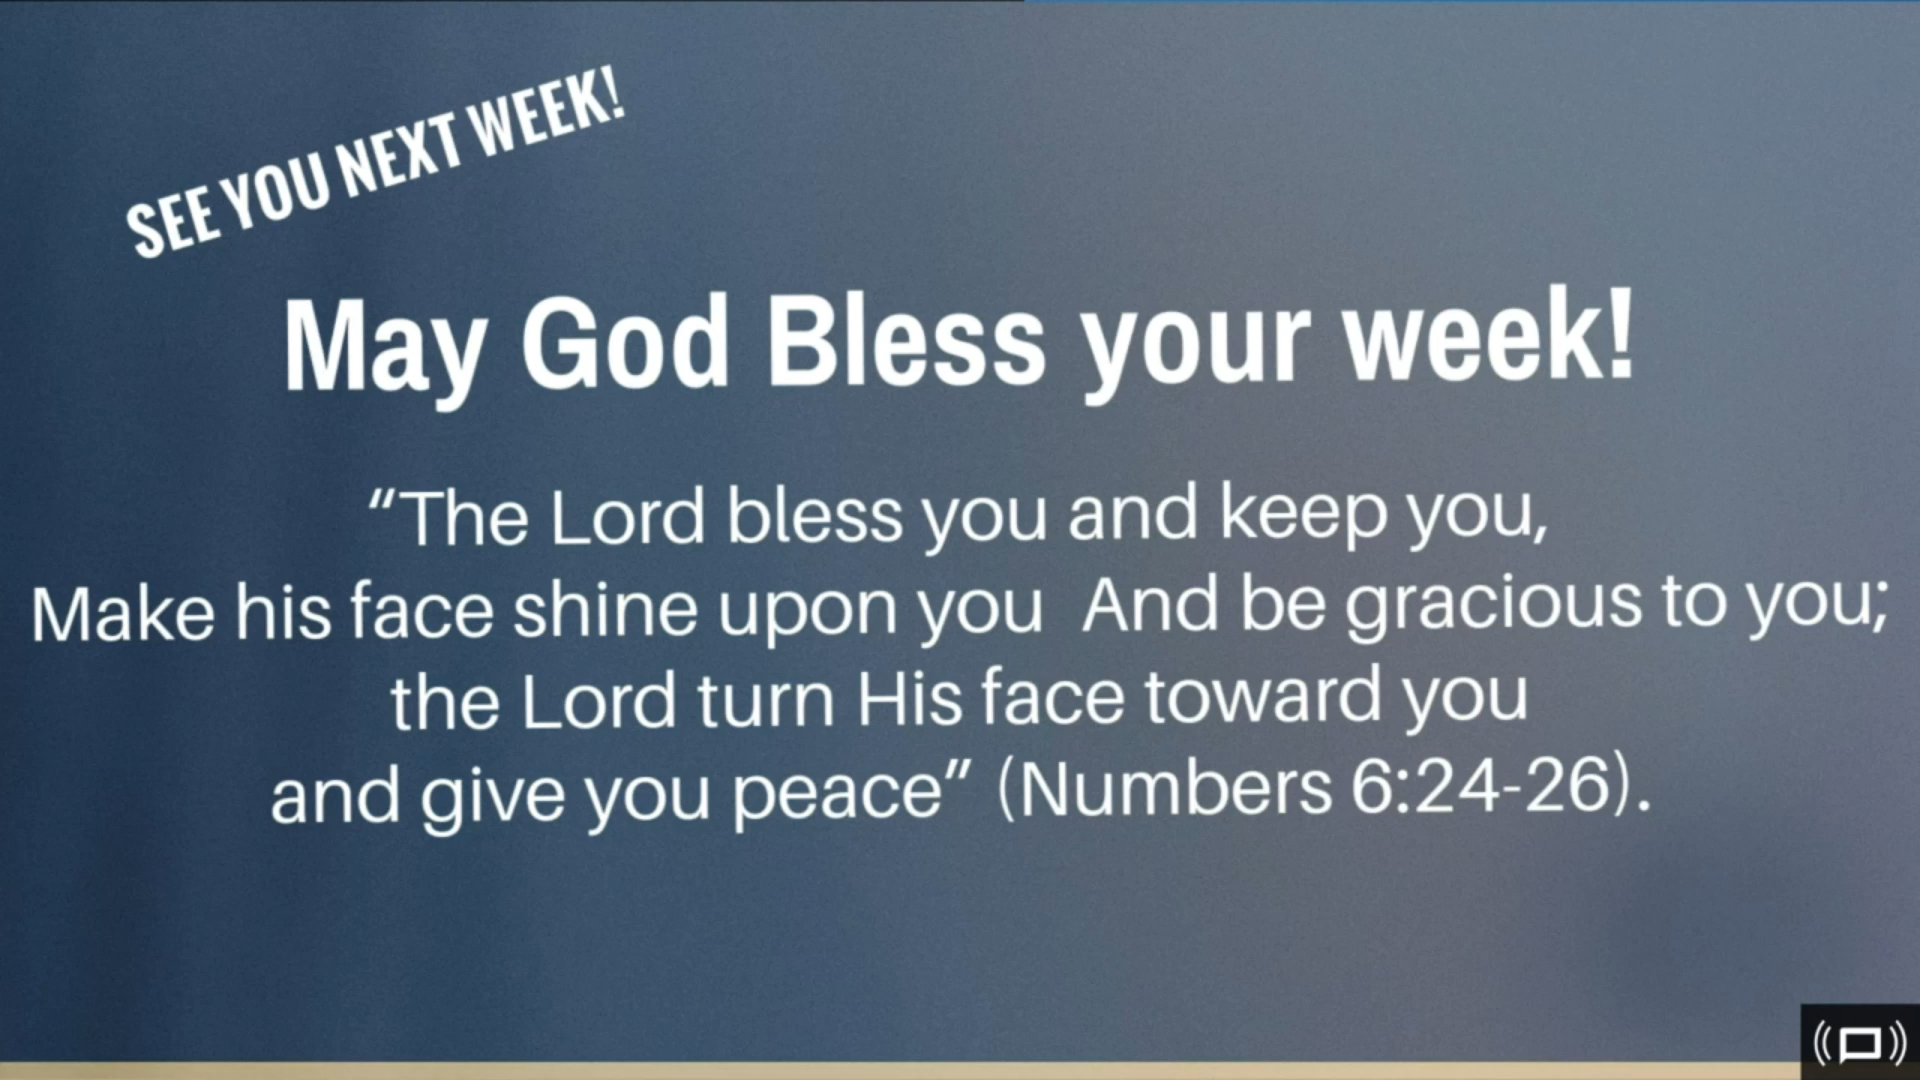 SEE YOU NEXT WEEK!
May God Bless your week!
“The Lord bless you and keep you,
Make his face shine upon you  And be gracious to you;
the Lord turn His face toward you
and give you peace” (Numbers 6:24-26).